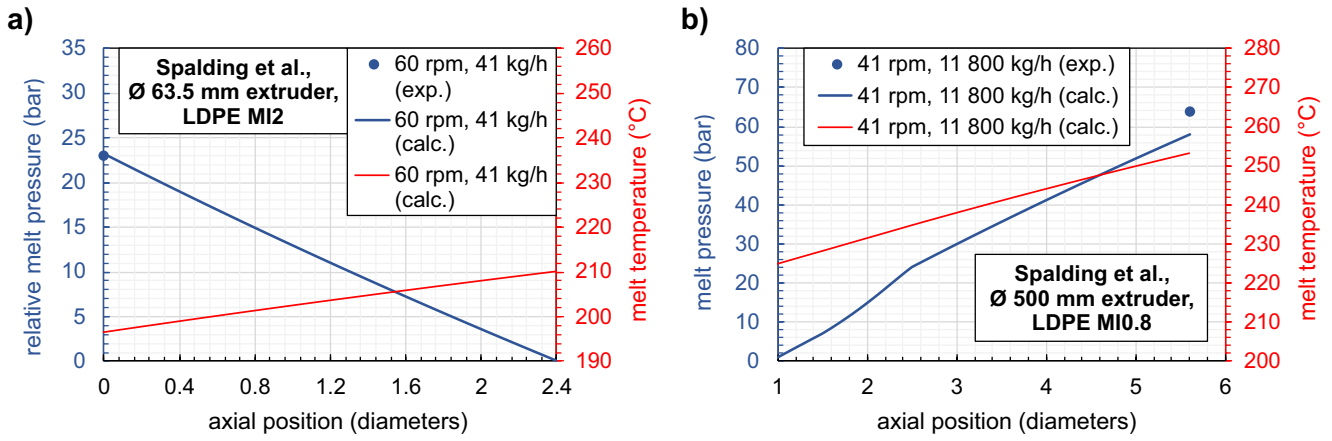 a)
35
30
25
20
15
10
5
0
relative melt pressure (bar)
Spalding et al.,
Ø 63.5 mm extruder,
LDPE MI2
60 rpm, 41 kg/h
(exp.)
60 rpm, 41 kg/h
(calc.)
60 rpm, 41 kg/h
(calc.)
260
250
240
230
220
210
200
190
melt temperature (°C)
0 0.4 0.8 1.2 1.6 2 2.4
axial position (diameters)
b)
80
70
60
50
40
30
20
10
0
melt pressure (bar)
41 rpm, 11 800 kg/h (exp.)
41 rpm, 11 800 kg/h (calc.)
41 rpm, 11 800 kg/h (calc.)
Spalding et al.,
Ø 500 mm extruder,
LDPE MI0.8
280
270
260
250
240
230
220
210
200
melt temperature (°C)
1 2 3 4 5 6
axial position (diameters)